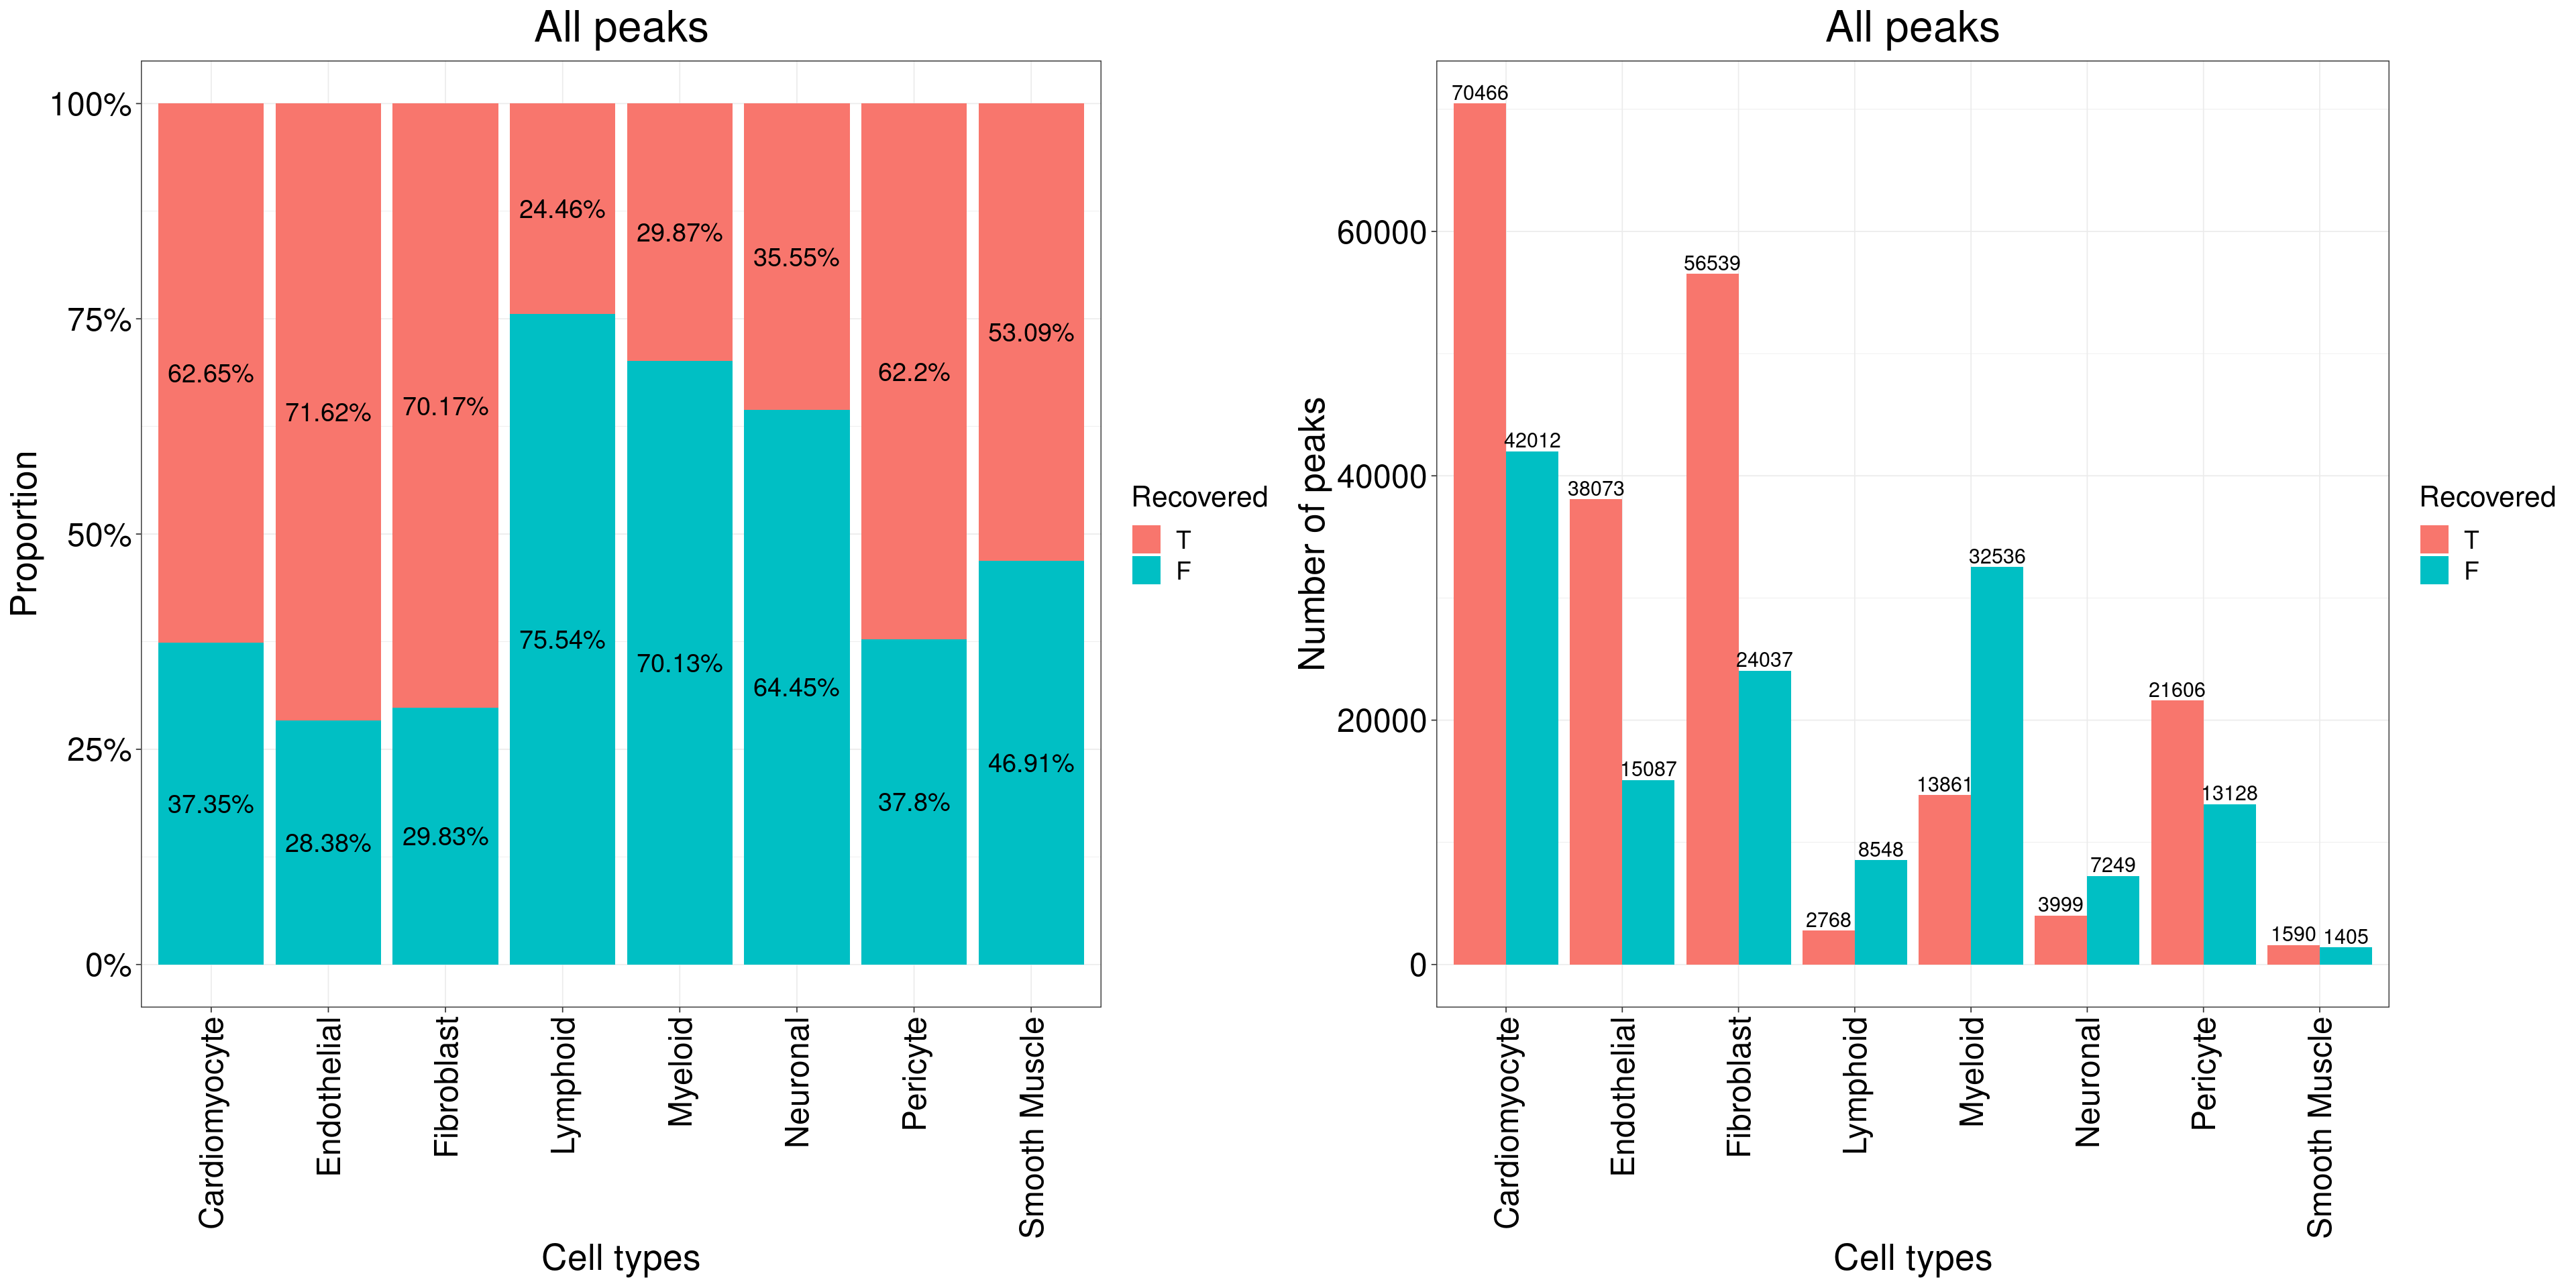 All peaks
Proportion
100%
75%
50%
25%
0%
62.65%
71.62%
70.17%
24.46%
29.87%
35.55%
62.2%
53.09%
37.35%
28.38%
29.83%
75.54%
70.13%
64.45%
37.8%
46.91%
Cardiomyocyte
Endothelial
Fibroblast
Lymphoid
Myeloid
Neuronal
Pericyte
Smooth Muscle
Cell types
Recovered
T
F
All peaks
Number of peaks
60000
40000
20000
0
70466
42012
38073
15087
56539
24037
2768
8548
13861
32536
3999
7249
21606
13128
1590
1405
Cardiomyocyte
Endothelial
Fibroblast
Lymphoid
Myeloid
Neuronal
Pericyte
Smooth Muscle
Cell types
Recovered
T
F